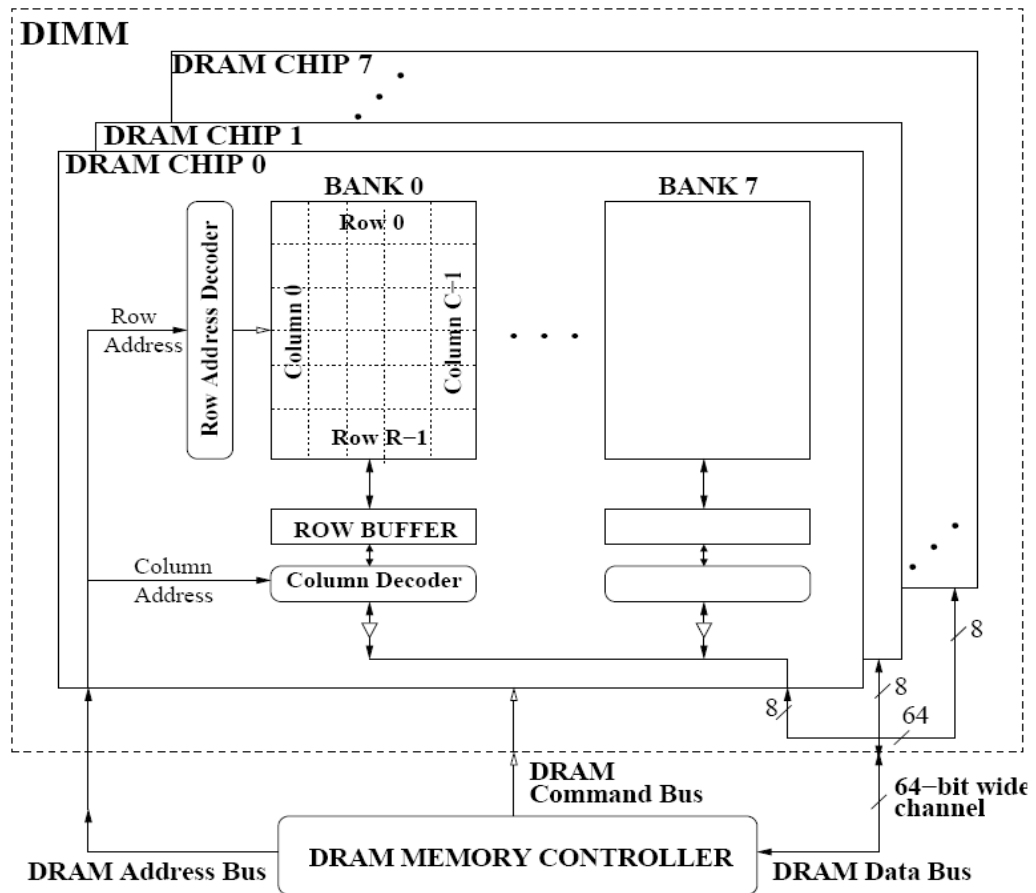 DIMM
DRAM CHIP 7
DRAM CHIP 1
DRAM CHIP 0
BANK 0
BANK 7
Row Address Decoder
Row 0
Column 0
Column C−1
Row
Address
Row R−1
ROW BUFFER
Column
Address
Column Decoder
8
8
8
64
DRAM
Command Bus
64−bit wide
channel
DRAM MEMORY CONTROLLER
DRAM Address Bus
DRAM Data Bus